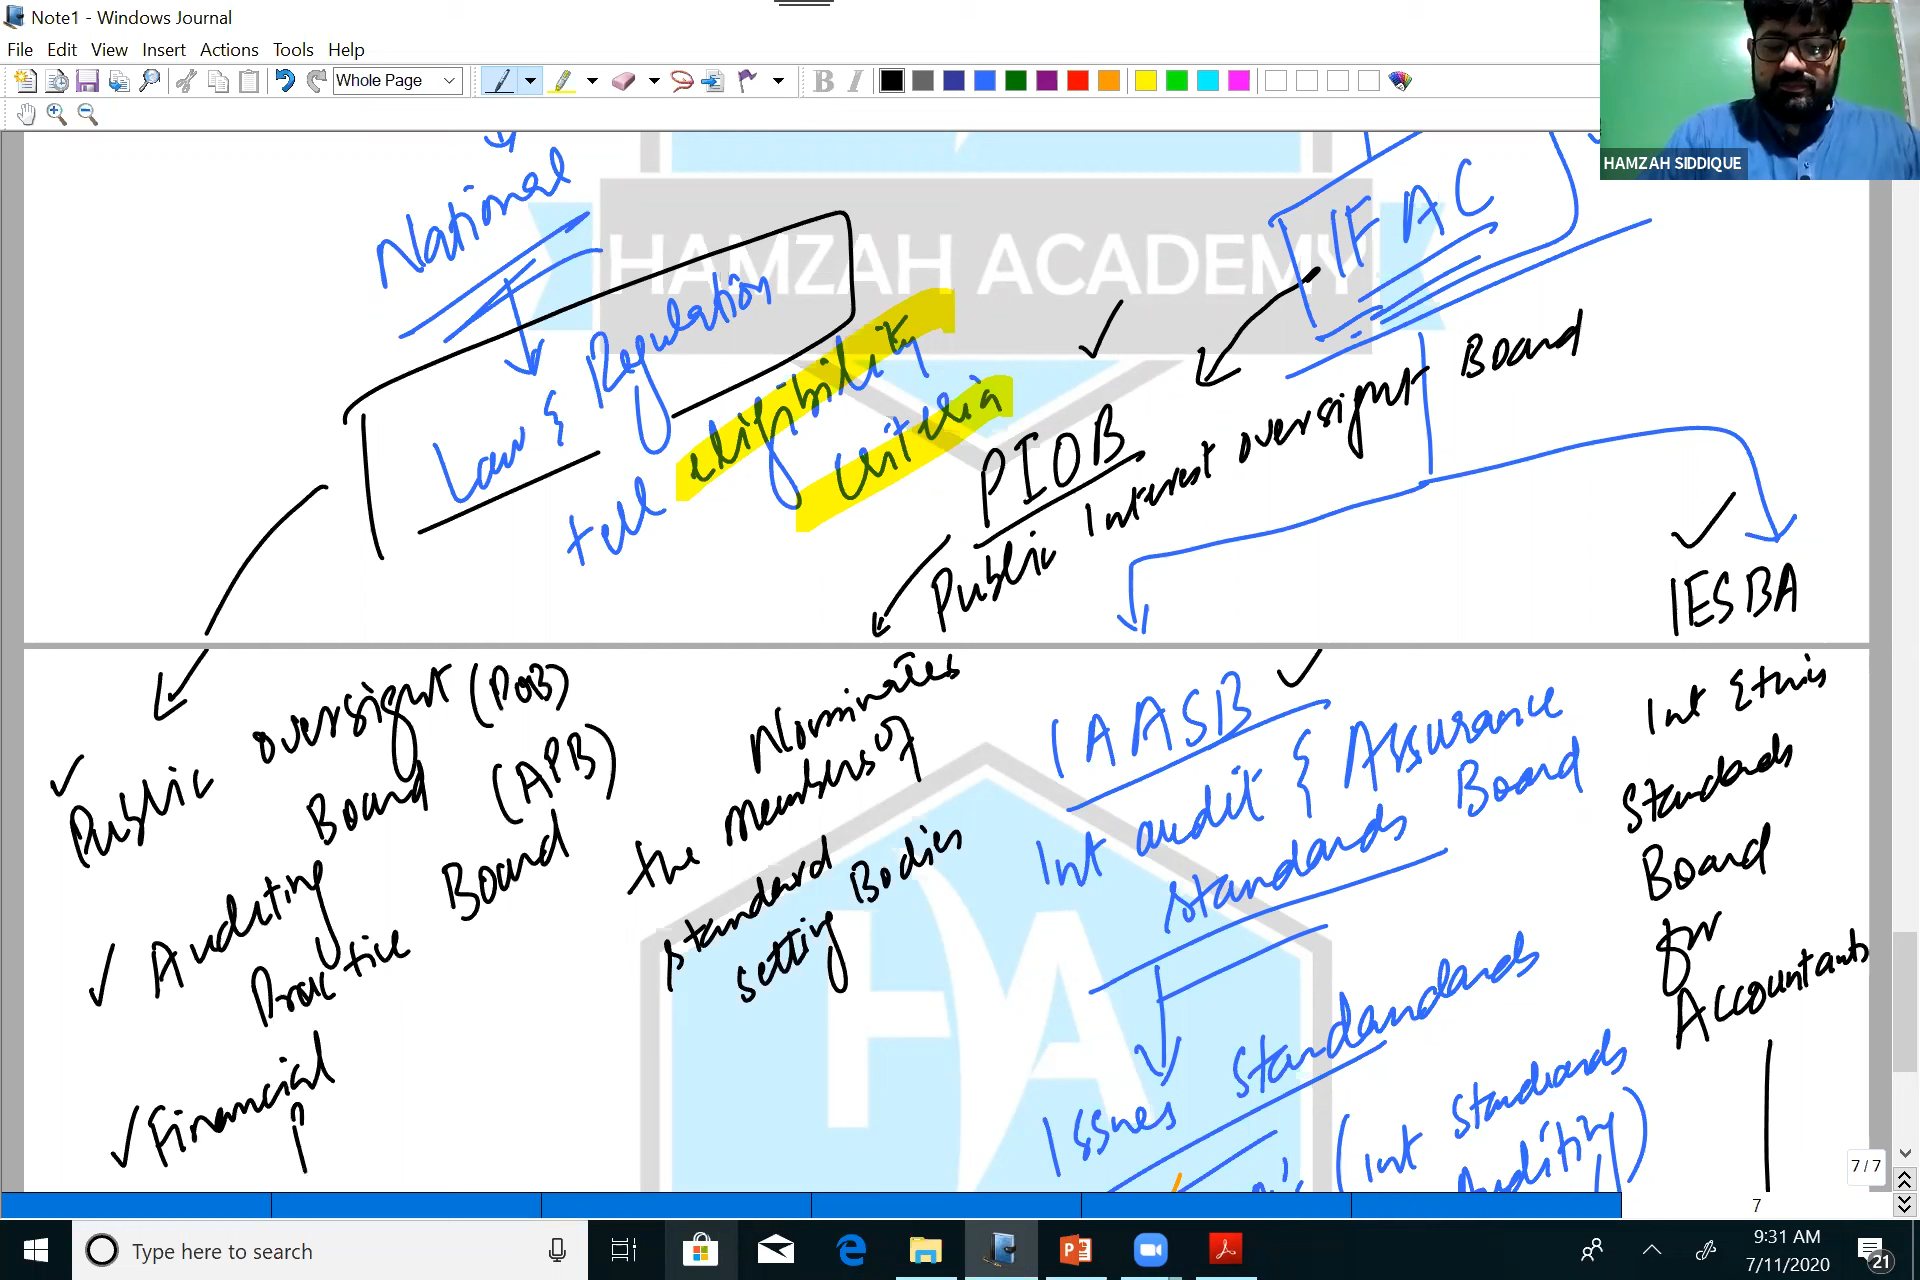 Note1 - Windows Journal
File Edit View Insert Actions Tools Help
Whole Page
HAMZAH SIDDIQUE
HAMZAH ACADEMY
National
Law & Regulation
tell eligibility
criteria
IFAC
PIOB
Public Interest oversight Board
IESBA
Public oversight (POB)
Board (APB)
Auditing
Practice Board
Financial
Nominates
the members of
standard
setting Bodies
IAASB
Int audit & Assurance
standards Board
Issues Standandards
(Int Standards
Auditing)
Int Ethis
Standards
Board
for
Accountants
HA
7 / 7
7
Type here to search
9:31 AM
7/11/2020
21